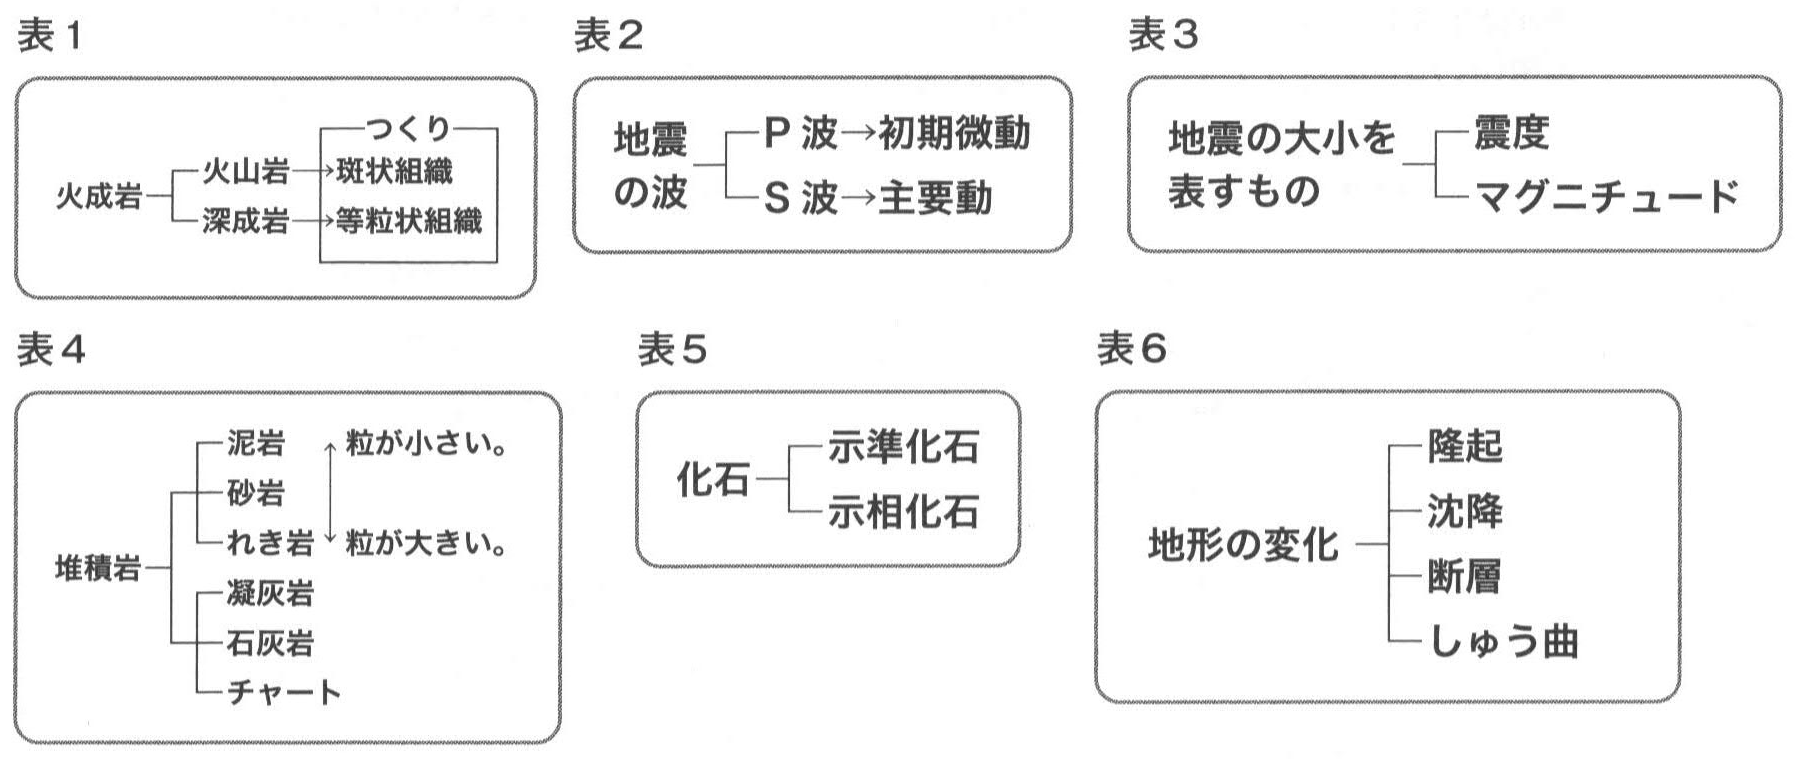 表1
つくり
火成岩
火山岩→斑状組織
深成岩→等粒状組織
表2
地震
の波
P波→初期微動
S波→主要動
表3
地震の大小を
表すもの
震度
マグニチュード
表4
堆積岩
泥岩
砂岩
れき岩
凝灰岩
石灰岩
チャート
↑粒が小さい。
↓粒が大きい。
表5
化石
示準化石
示相化石
表6
地形の変化
隆起
沈降
断層
しゅう曲